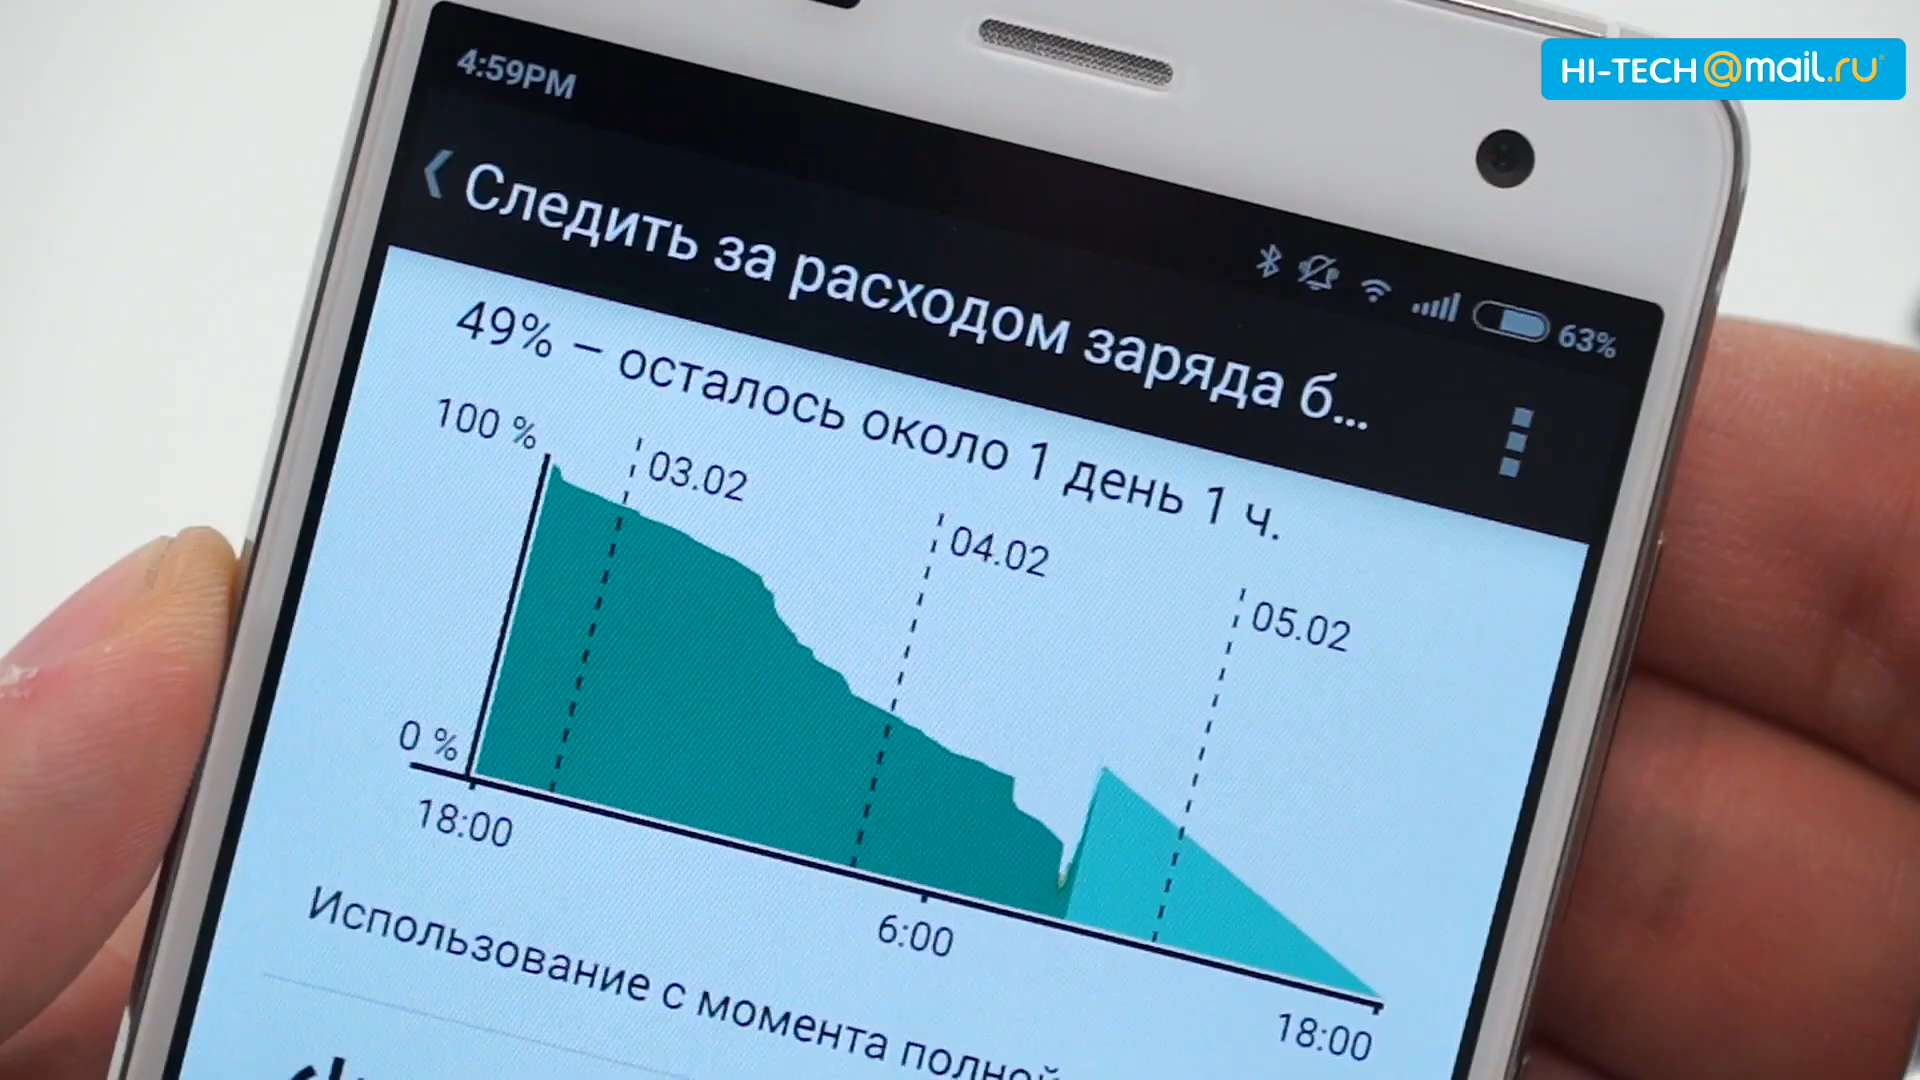 HI-TECH@mail.ru
4:59PM
63%
Следить за расходом заряда б...
49% – осталось около 1 день 1 ч.
100 %
03.02
04.02
05.02
0 %
18:00
6:00
18:00
Использование с момента полной